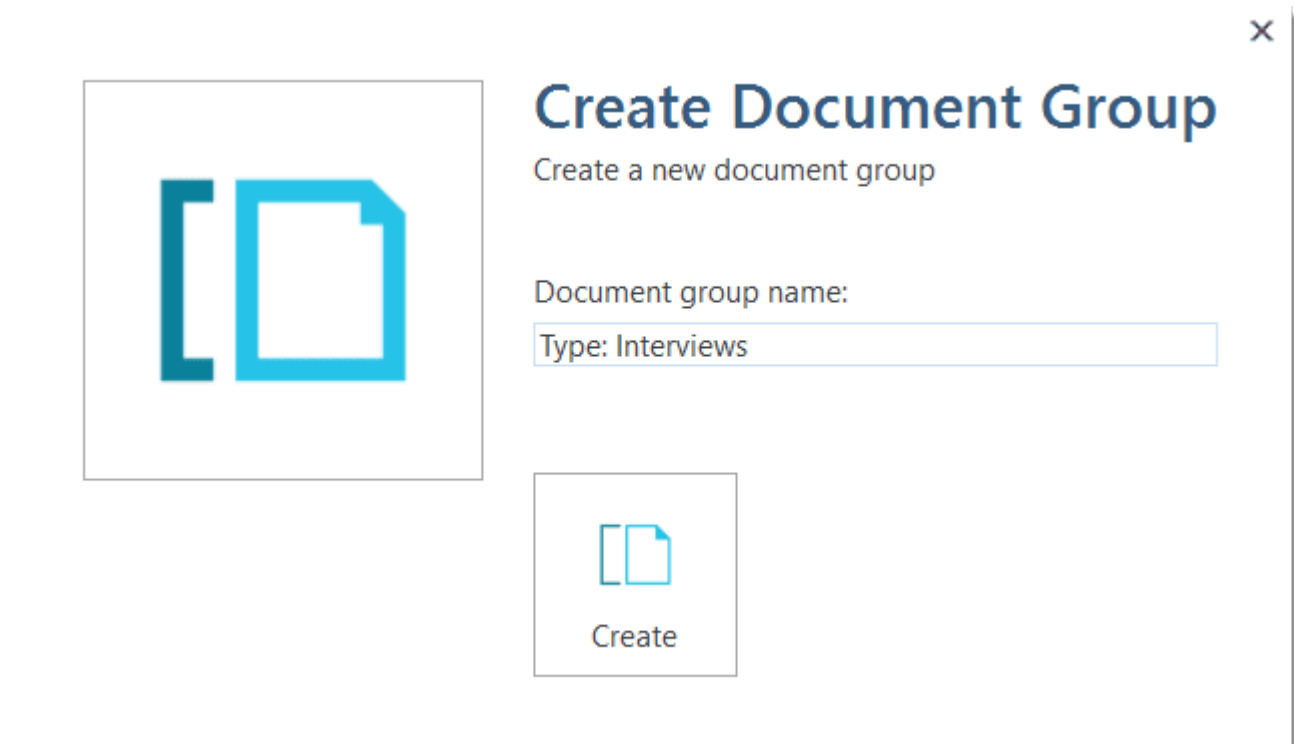 Create Document Group
Create a new document group
Document group name:
Type: Interviews
Create